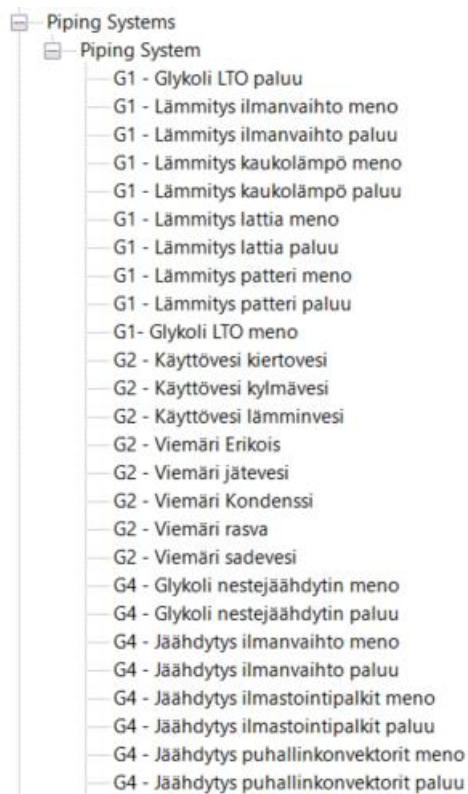 Piping Systems
Piping System
G1 - Glykoli LTO paluu
G1 - Lämmitys ilmanvaihto meno
G1 - Lämmitys ilmanvaihto paluu
G1 - Lämmitys kaukolämpö meno
G1 - Lämmitys kaukolämpö paluu
G1 - Lämmitys lattia meno
G1 - Lämmitys lattia paluu
G1 - Lämmitys patteri meno
G1 - Lämmitys patteri paluu
G1- Glykoli LTO meno
G2 - Käyttövesi kiertovesi
G2 - Käyttövesi kylmävesi
G2 - Käyttövesi lämminvesi
G2 - Viemäri Erikois
G2 - Viemäri jätevesi
G2 - Viemäri Kondenssi
G2 - Viemäri rasva
G2 - Viemäri sadevesi
G4 - Glykoli nestejäähdytin meno
G4 - Glykoli nestejäähdytin paluu
G4 - Jäähdytys ilmanvaihto meno
G4 - Jäähdytys ilmanvaihto paluu
G4 - Jäähdytys ilmastointipalkit meno
G4 - Jäähdytys ilmastointipalkit paluu
G4 - Jäähdytys puhallinkonvektorit meno
G4 - Jäähdytys puhallinkonvektorit paluu